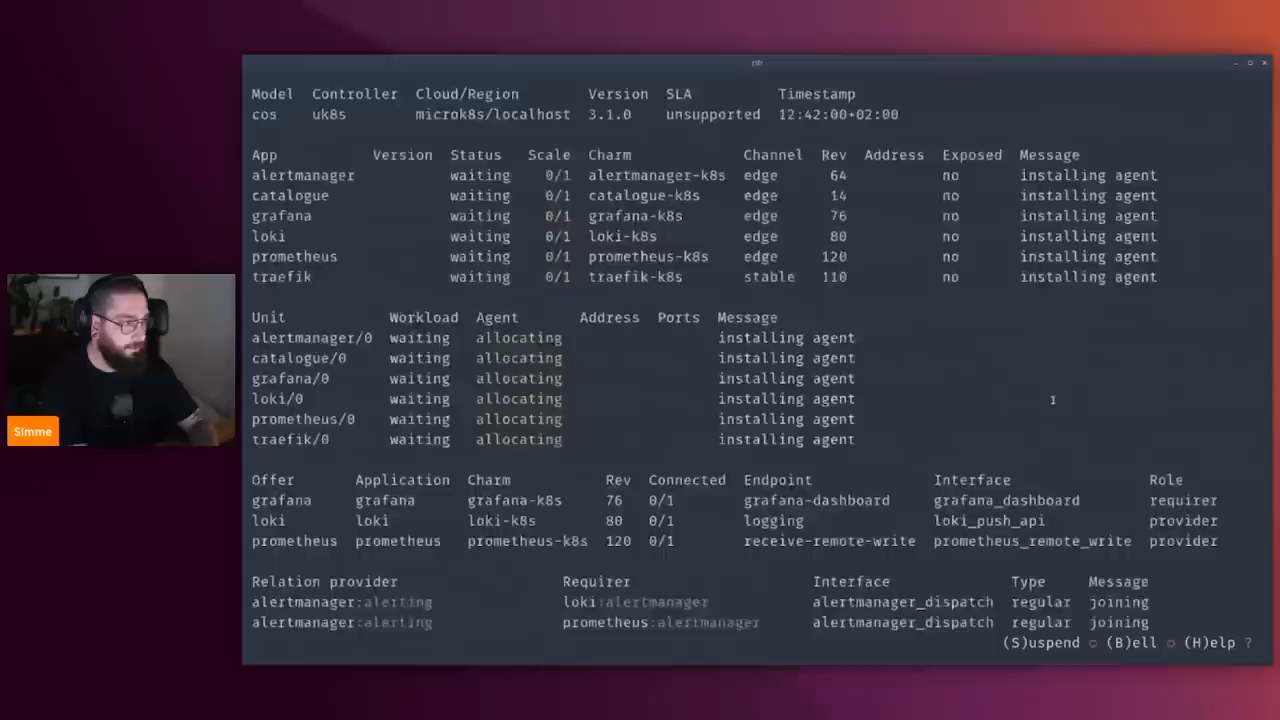 Model Controller Cloud/Region Version SLA Timestamp
cos uk8s microk8s/localhost 3.1.0 unsupported 12:42:00+02:00
App Version Status Scale Charm Channel Rev Address Exposed Message
alertmanager waiting 0/1 alertmanager-k8s edge 64 no installing agent
catalogue waiting 0/1 catalogue-k8s edge 14 no installing agent
grafana waiting 0/1 grafana-k8s edge 76 no installing agent
loki waiting 0/1 loki-k8s edge 80 no installing agent
prometheus waiting 0/1 prometheus-k8s edge 120 no installing agent
traefik waiting 0/1 traefik-k8s stable 110 no installing agent
Unit Workload Agent Address Ports Message
alertmanager/0 waiting allocating installing agent
catalogue/0 waiting allocating installing agent
grafana/0 waiting allocating installing agent
loki/0 waiting allocating installing agent
prometheus/0 waiting allocating installing agent
traefik/0 waiting allocating installing agent
Simme
Offer Application Charm Rev Connected Endpoint Interface Role
grafana grafana grafana-k8s 76 0/1 grafana-dashboard grafana_dashboard requirer
loki loki loki-k8s 80 0/1 logging loki_push_api provider
prometheus prometheus prometheus-k8s 120 0/1 receive-remote-write prometheus_remote_write provider
Relation provider Requirer Interface Type Message
alertmanager:alerting loki:alertmanager alertmanager_dispatch regular joining
alertmanager:alerting prometheus:alertmanager alertmanager_dispatch regular joining
(S)uspend ○ (B)ell ○ (H)elp ?